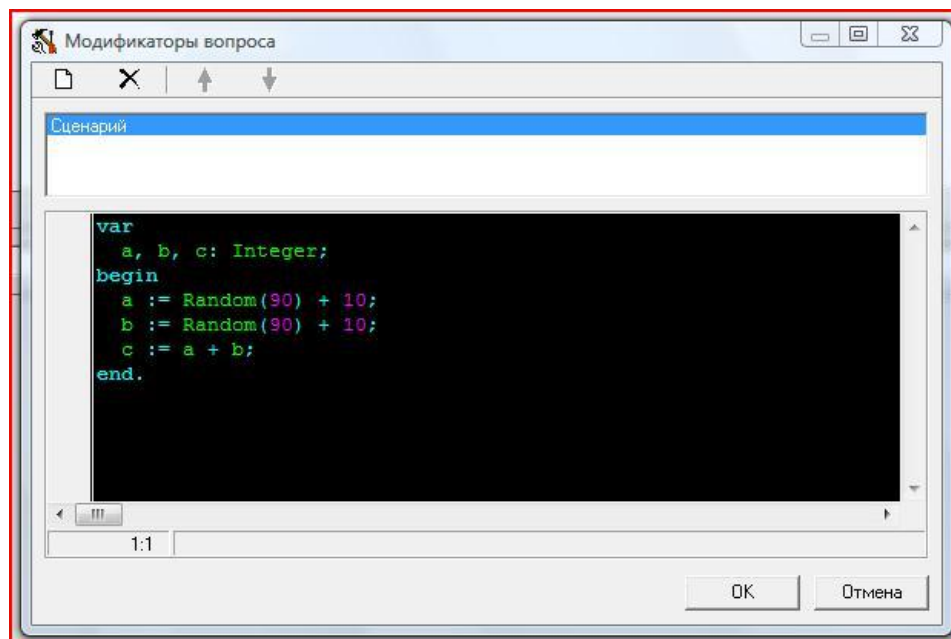 Модификаторы вопроса
Сценарий
var
  a, b, c: Integer;
begin
  a := Random(90) + 10;
  b := Random(90) + 10;
  c := a + b;
end.
1:1
OK
Отмена